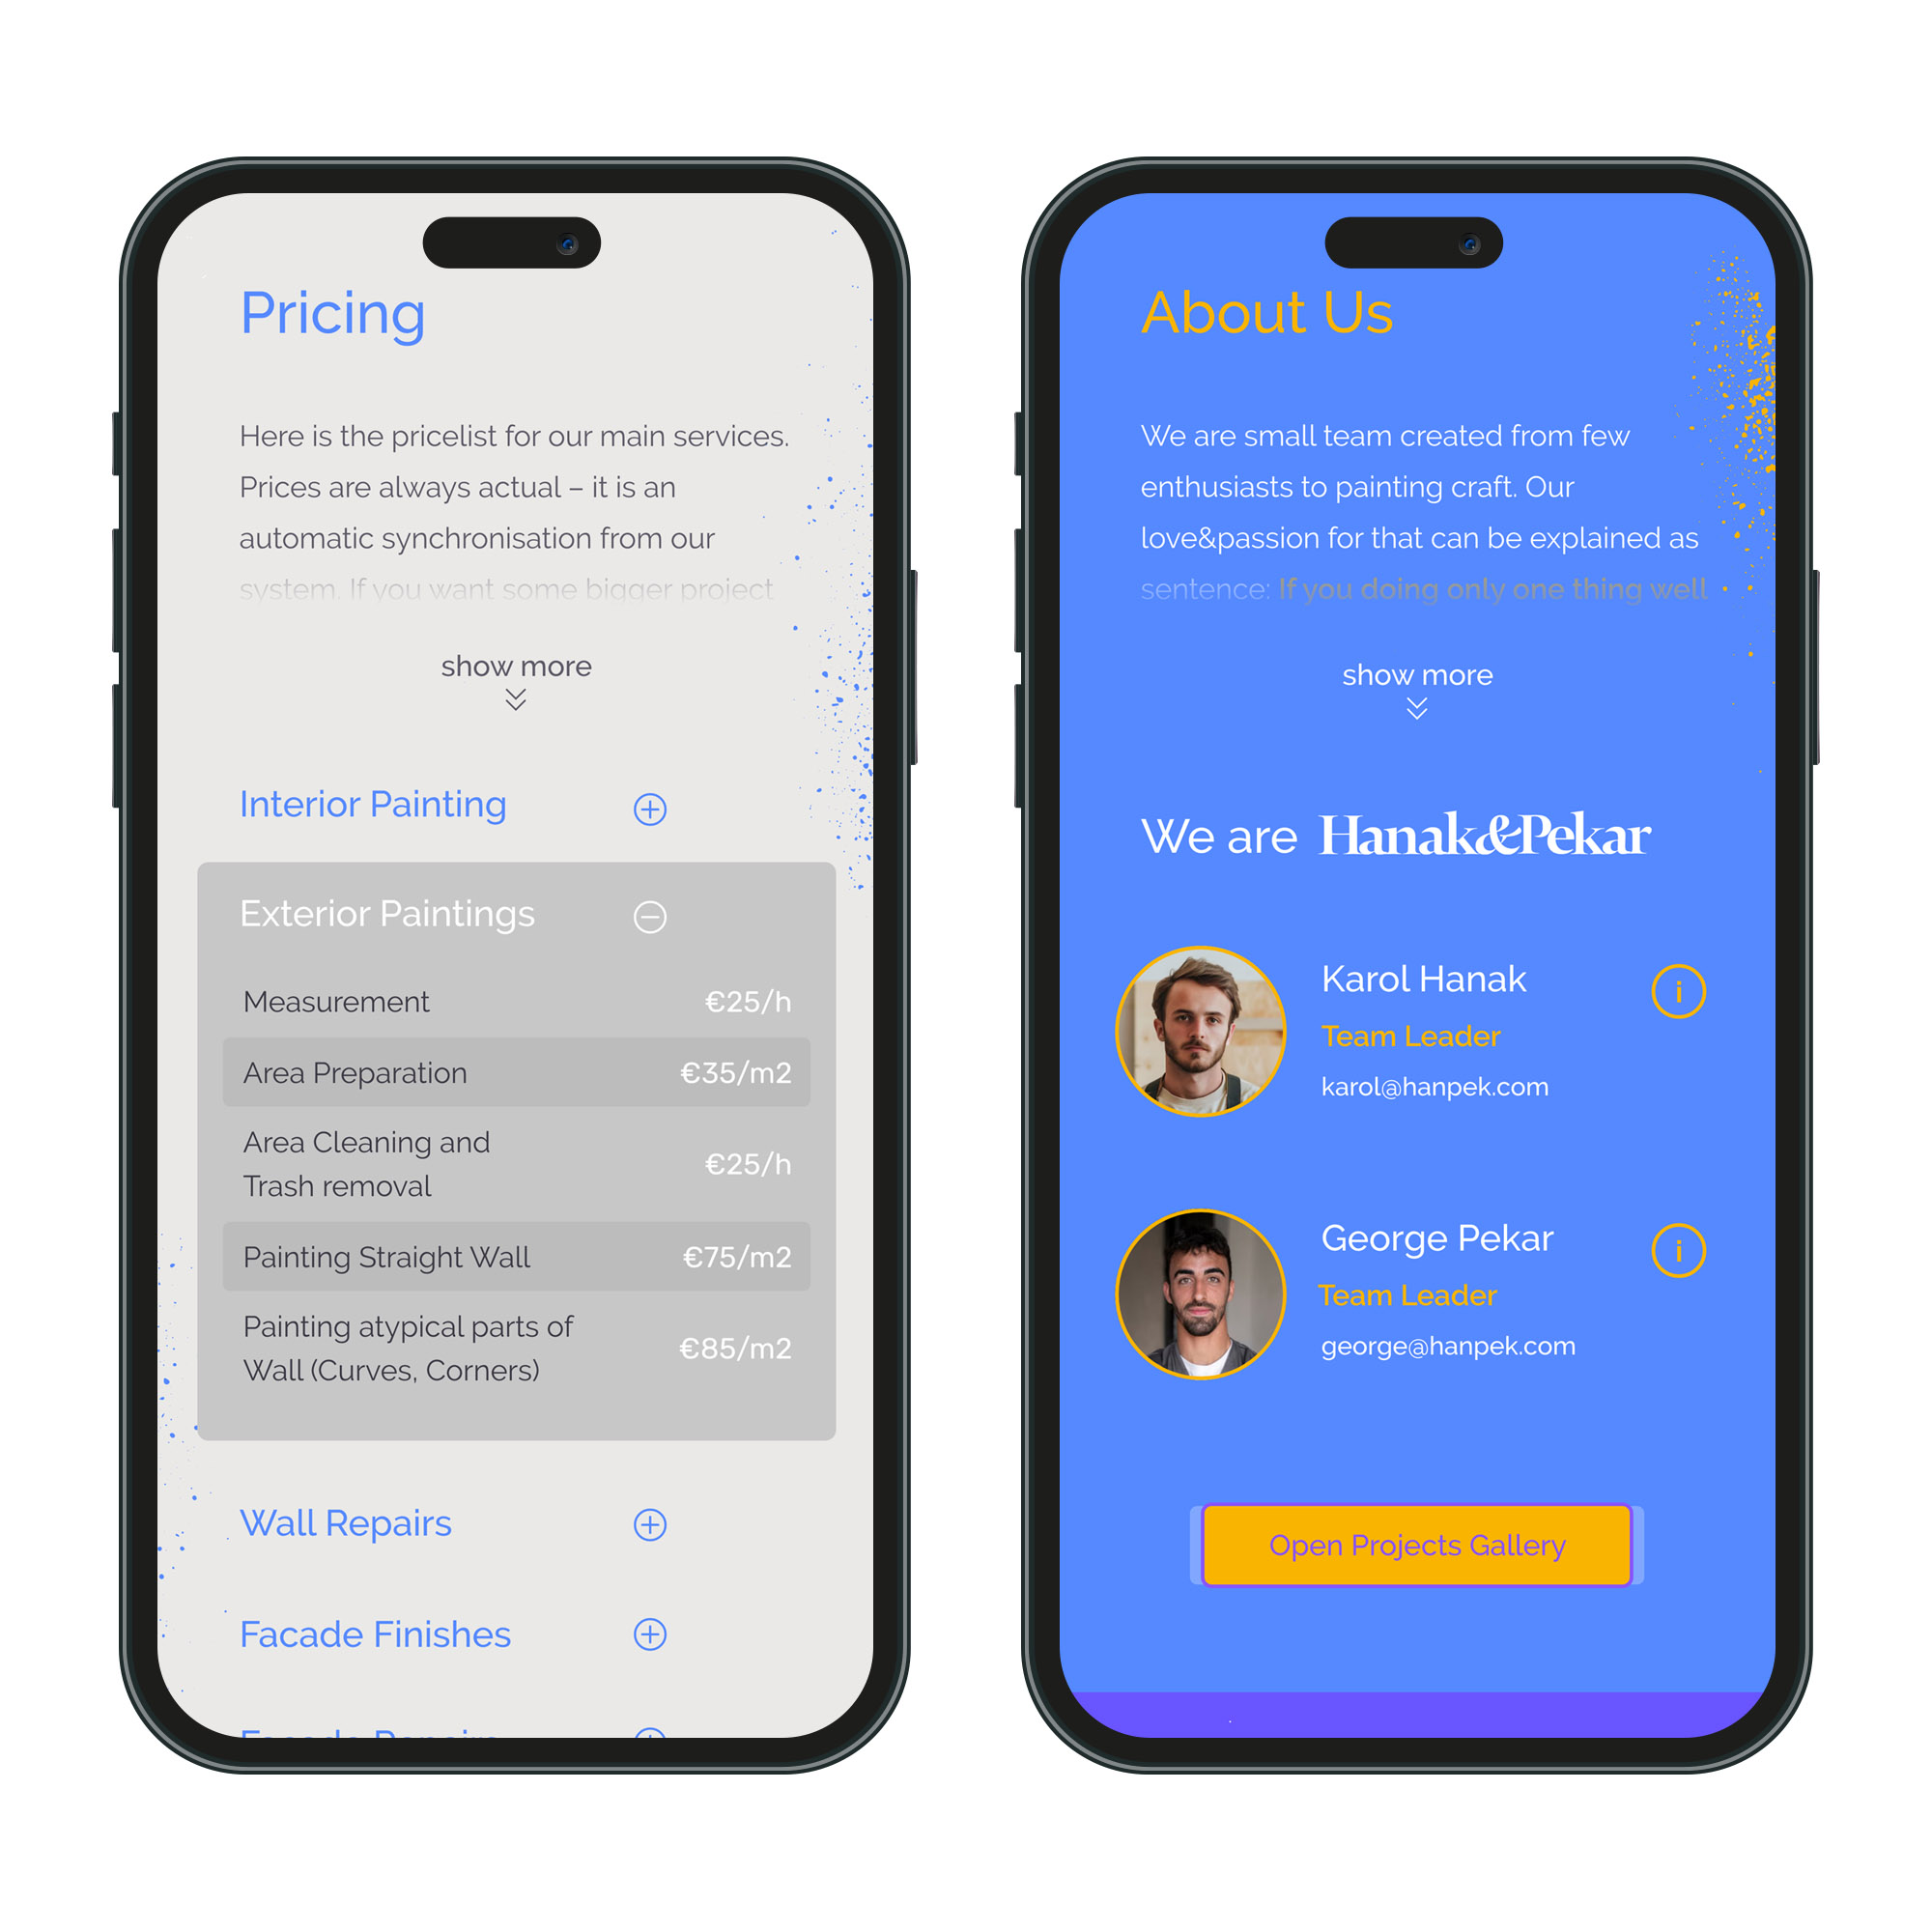 Pricing
Here is the pricelist for our main services.
Prices are always actual – it is an
automatic synchronisation from our
system. If you want some bigger project
show more
Interior Painting
Exterior Paintings
Measurement €25/h
Area Preparation €35/m2
Area Cleaning and
Trash removal €25/h
Painting Straight Wall €75/m2
Painting atypical parts of
Wall (Curves, Corners) €85/m2
Wall Repairs
Facade Finishes
Facade Repairs
About Us
We are small team created from few
enthusiasts to painting craft. Our
love&passion for that can be explained as
sentence: If you doing only one thing well
show more
We are Hanak&Pekar
Karol Hanak
Team Leader
karol@hanpek.com
i
George Pekar
Team Leader
george@hanpek.com
i
Open Projects Gallery